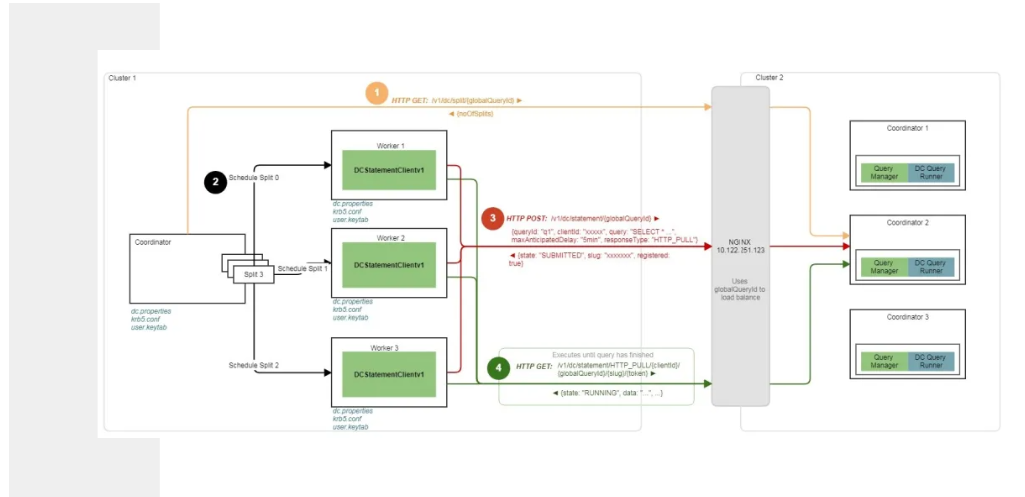 Cluster 1
Cluster 2
1
HTTP GET: /v1/dc/split/{globalQueryId} ►
◄ {noOfSplits}
Coordinator 1
Query Manager
DC Query Runner
Worker 1
DCStatementClientv1
dc.properties
krb5.conf
user.keytab
2
Schedule Split 0
3
HTTP POST: /v1/dc/statement/{globalQueryId} ►
{queryId: "q1", clientId: "xxxxx", query: "SELECT * ...",
maxAnticipatedDelay: "5min", responseType: "HTTP_PULL"}
◄ {state: "SUBMITTED", slug: "xxxxxxx", registered:
true}
Coordinator
Split 3
Schedule Split 1
dc.properties
krb5.conf
user.keytab
Worker 2
DCStatementClientv1
dc.properties
krb5.conf
user.keytab
NGINX
10.122.251.123
Uses
globalQueryId to
load balance
Coordinator 2
Query Manager
DC Query Runner
Schedule Split 2
Worker 3
DCStatementClientv1
dc.properties
krb5.conf
user.keytab
4
Executes until query has finished
HTTP GET: /v1/dc/statement/HTTP_PULL/{clientId}/
{globalQueryId}/{slug}/{token} ►
◄ {state: "RUNNING", data: "...", ...}
Coordinator 3
Query Manager
DC Query Runner